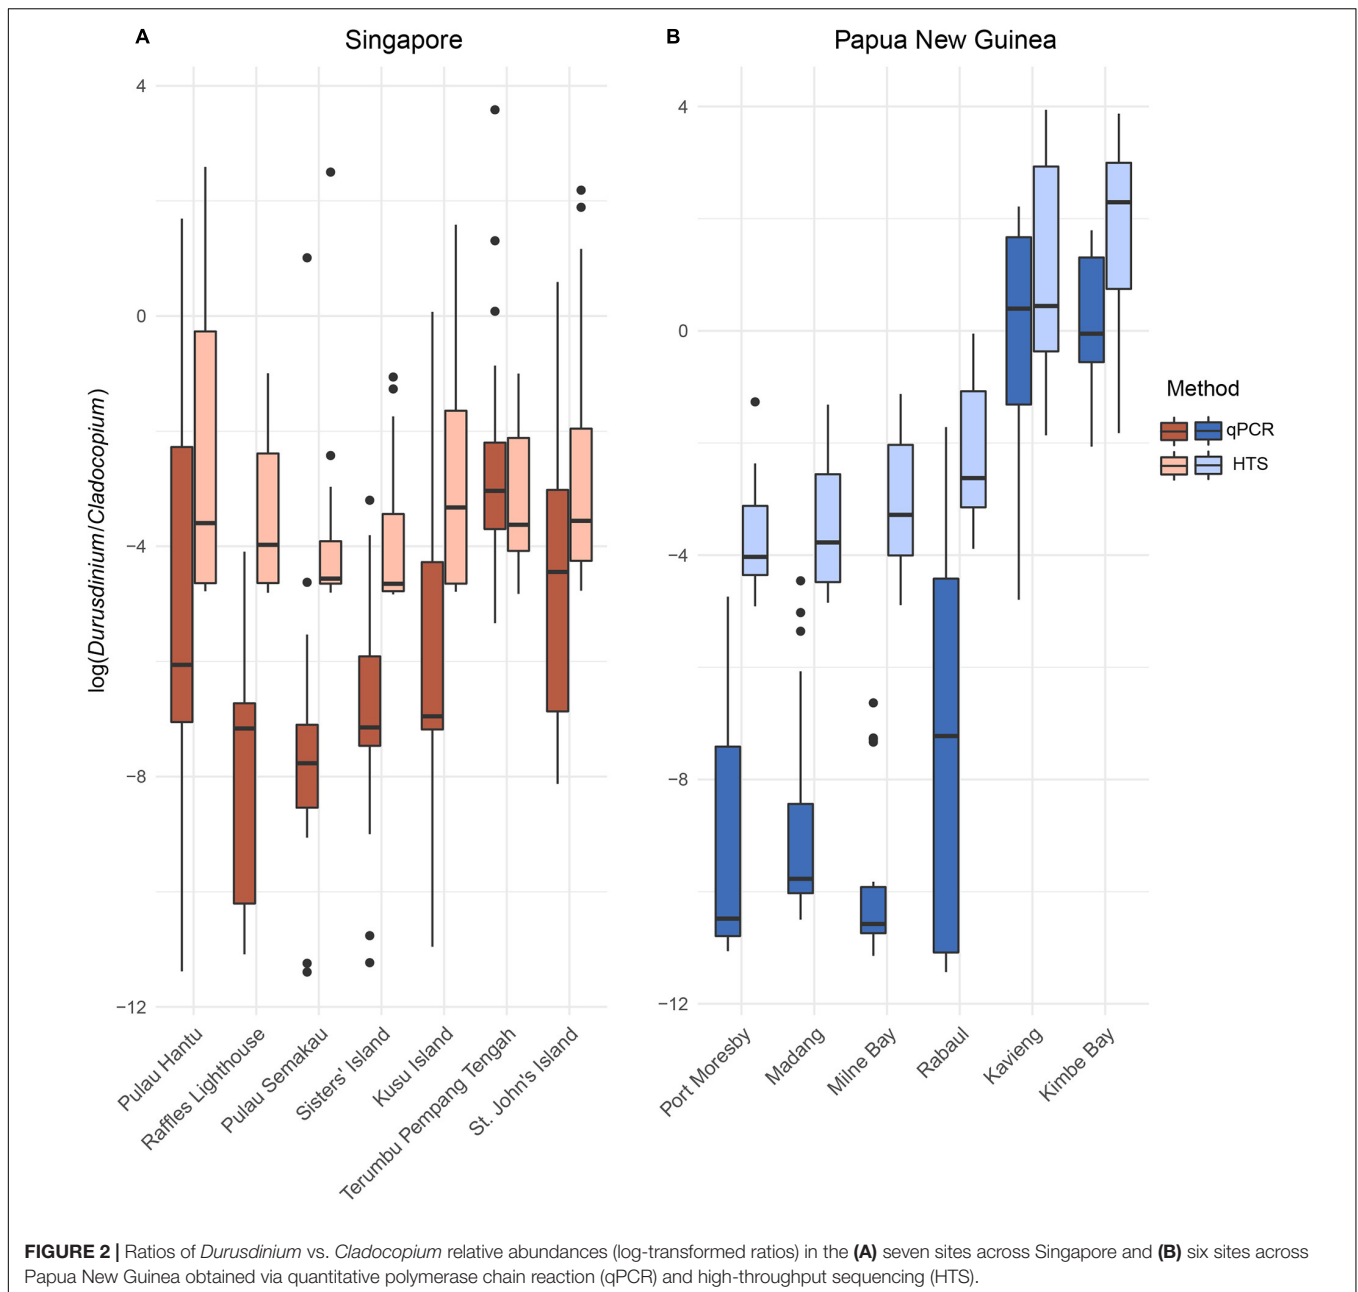 A
Singapore
B
Papua New Guinea
4
0
−4
−8
−12
log(Durusdinium/Cladocopium)
Pulau Hantu
Raffles Lighthouse
Pulau Semakau
Sisters' Island
Kusu Island
Terumbu Pempang Tengah
St. John's Island
4
0
−4
−8
−12
Port Moresby
Madang
Milne Bay
Rabaul
Kavieng
Kimbe Bay
Method
qPCR
HTS
FIGURE 2 | Ratios of Durusdinium vs. Cladocopium relative abundances (log-transformed ratios) in the (A) seven sites across Singapore and (B) six sites across
Papua New Guinea obtained via quantitative polymerase chain reaction (qPCR) and high-throughput sequencing (HTS).